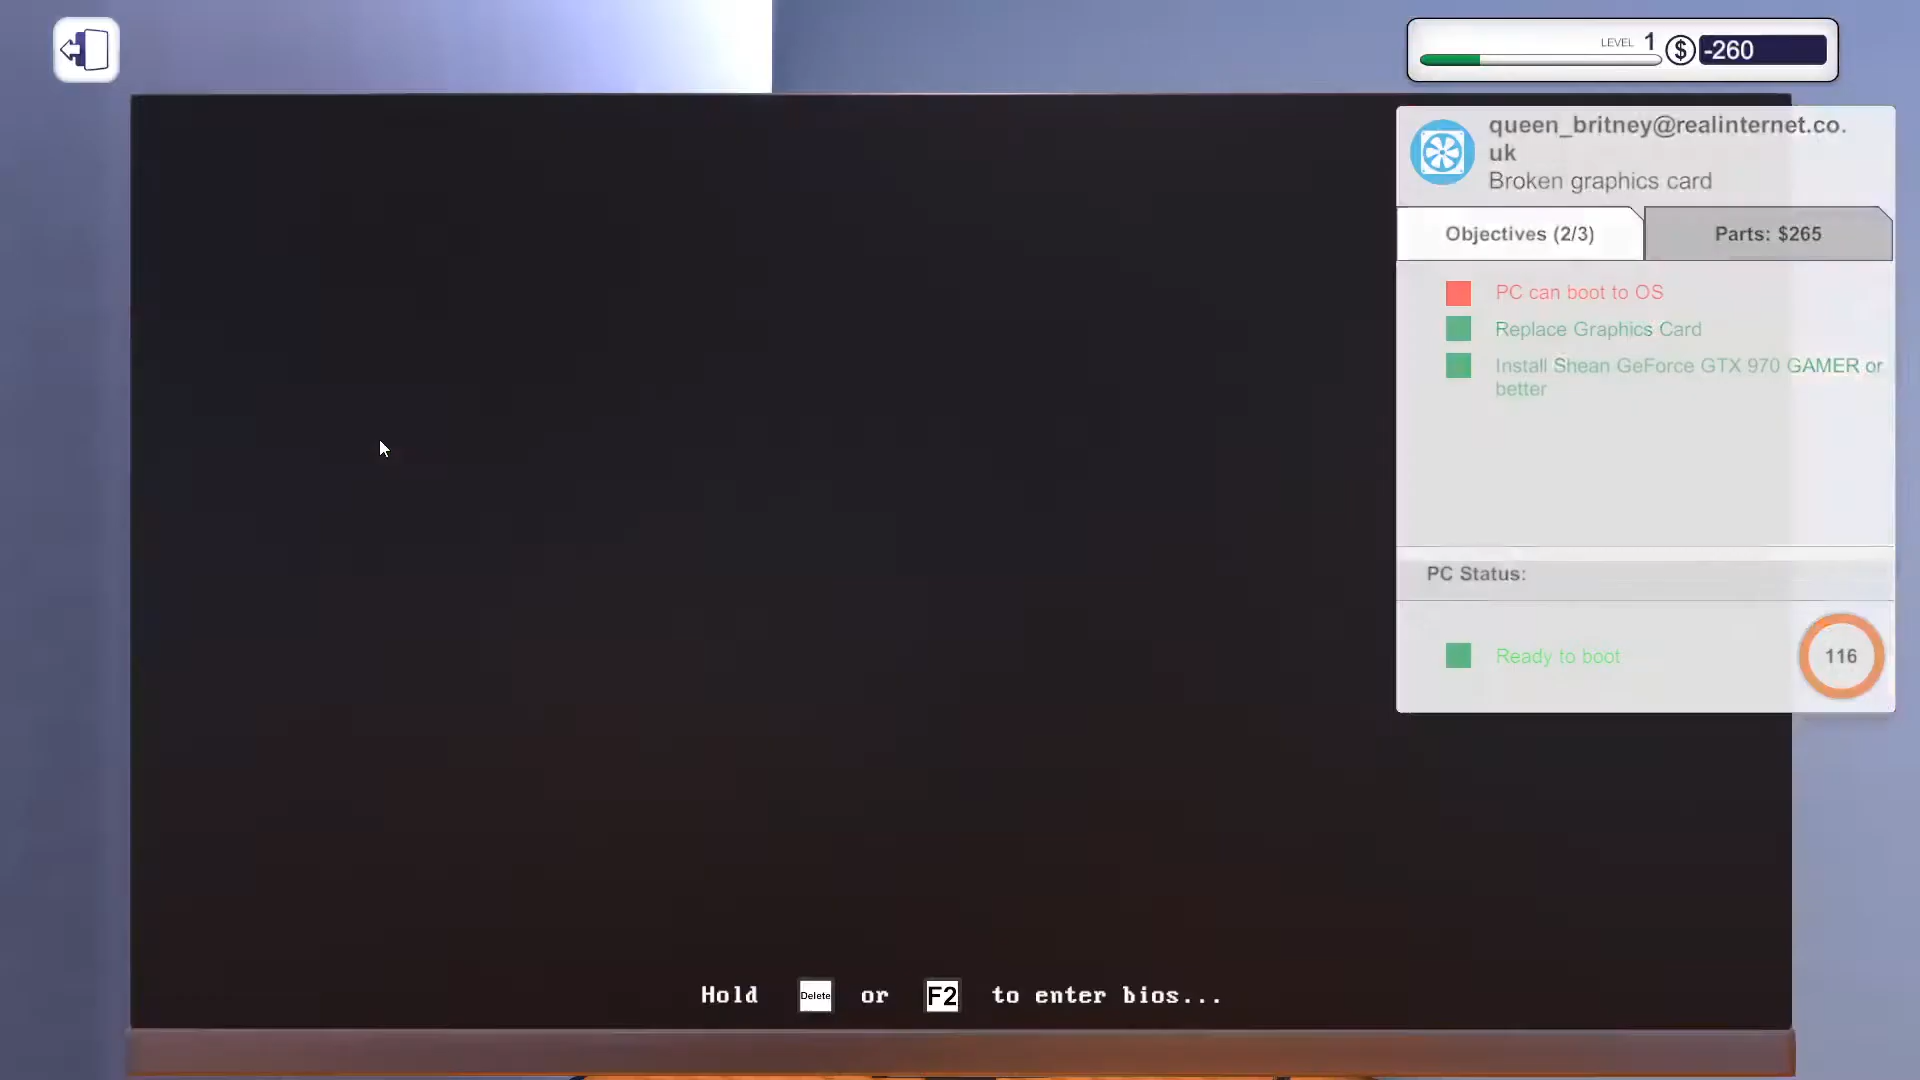 LEVEL 1 $ -260
queen_britney@realinternet.co.
uk
Broken graphics card
Objectives (2/3)
Parts: $265
PC can boot to OS
Replace Graphics Card
Install Shean GeForce GTX 970 GAMER or
better
PC Status:
Ready to boot
116
Hold Delete or F2 to enter bios...